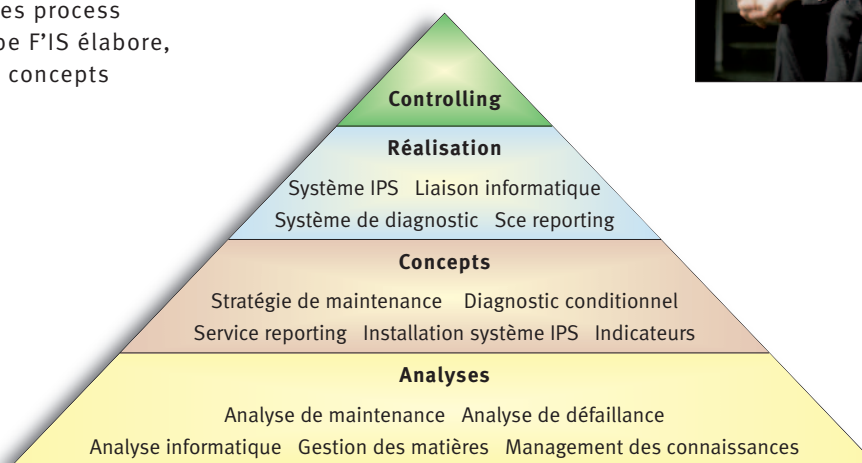 es process
pe F'IS élabore,
concepts
Controlling
Réalisation
Système IPS Liaison informatique
Système de diagnostic Sce reporting
Concepts
Stratégie de maintenance Diagnostic conditionnel
Service reporting Installation système IPS Indicateurs
Analyses
Analyse de maintenance Analyse de défaillance
Analyse informatique Gestion des matières Management des connaissances